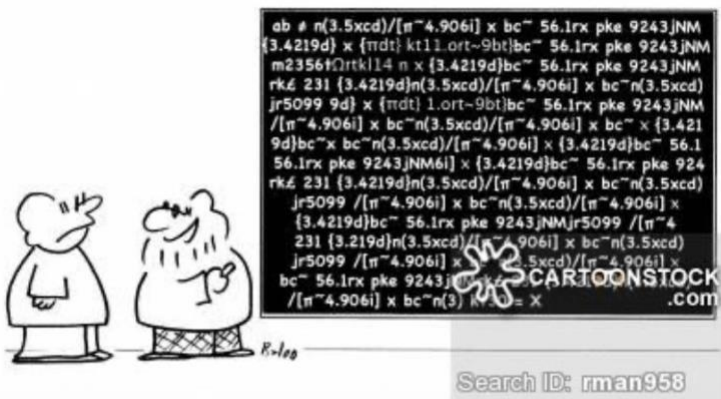 ab ≠ n(3.5xcd)/[π~4.906i] x bc~ 56.1rx pke 9243jNM
{3.4219d} x {πdt} kt11.ort~9bt}bc~ 56.1rx pke 9243jNM
m2356tΩrtkl14 n x {3.4219d}bc~ 56.1rx pke 9243jNM
rk£ 231 {3.4219d}n(3.5xcd)/[π~4.906i] x bc~n(3.5xcd)
jr5099 9d} x {πdt} 1.ort~9bt}bc~ 56.1rx pke 9243jNM
/[π~4.906i] x bc~n(3.5xcd)/[π~4.906i] x bc~ x {3.421
9d}bc~x bc~n(3.5xcd)/[π~4.906i] x {3.4219d}bc~ 56.1
56.1rx pke 9243jNM6i] x {3.4219d}bc~ 56.1rx pke 924
rk£ 231 {3.4219d}n(3.5xcd)/[π~4.906i] x bc~n(3.5xcd)
jr5099 /[π~4.906i] x bc~n(3.5xcd)/[π~4.906i] x
{3.4219d}bc~ 56.1rx pke 9243jNMjr5099 /[π~4
231 {3.219d}n(3.5xcd)/[π~4.906i] x bc~n(3.5xcd)
jr5099 /[π~4.906i] x .5xcd)/[π~4.906i] x
bc~ 56.1rx pke 9243j
/[π~4.906i] x bc~n(3) = X
CARTOONSTOCK
.com
Search ID: rman958